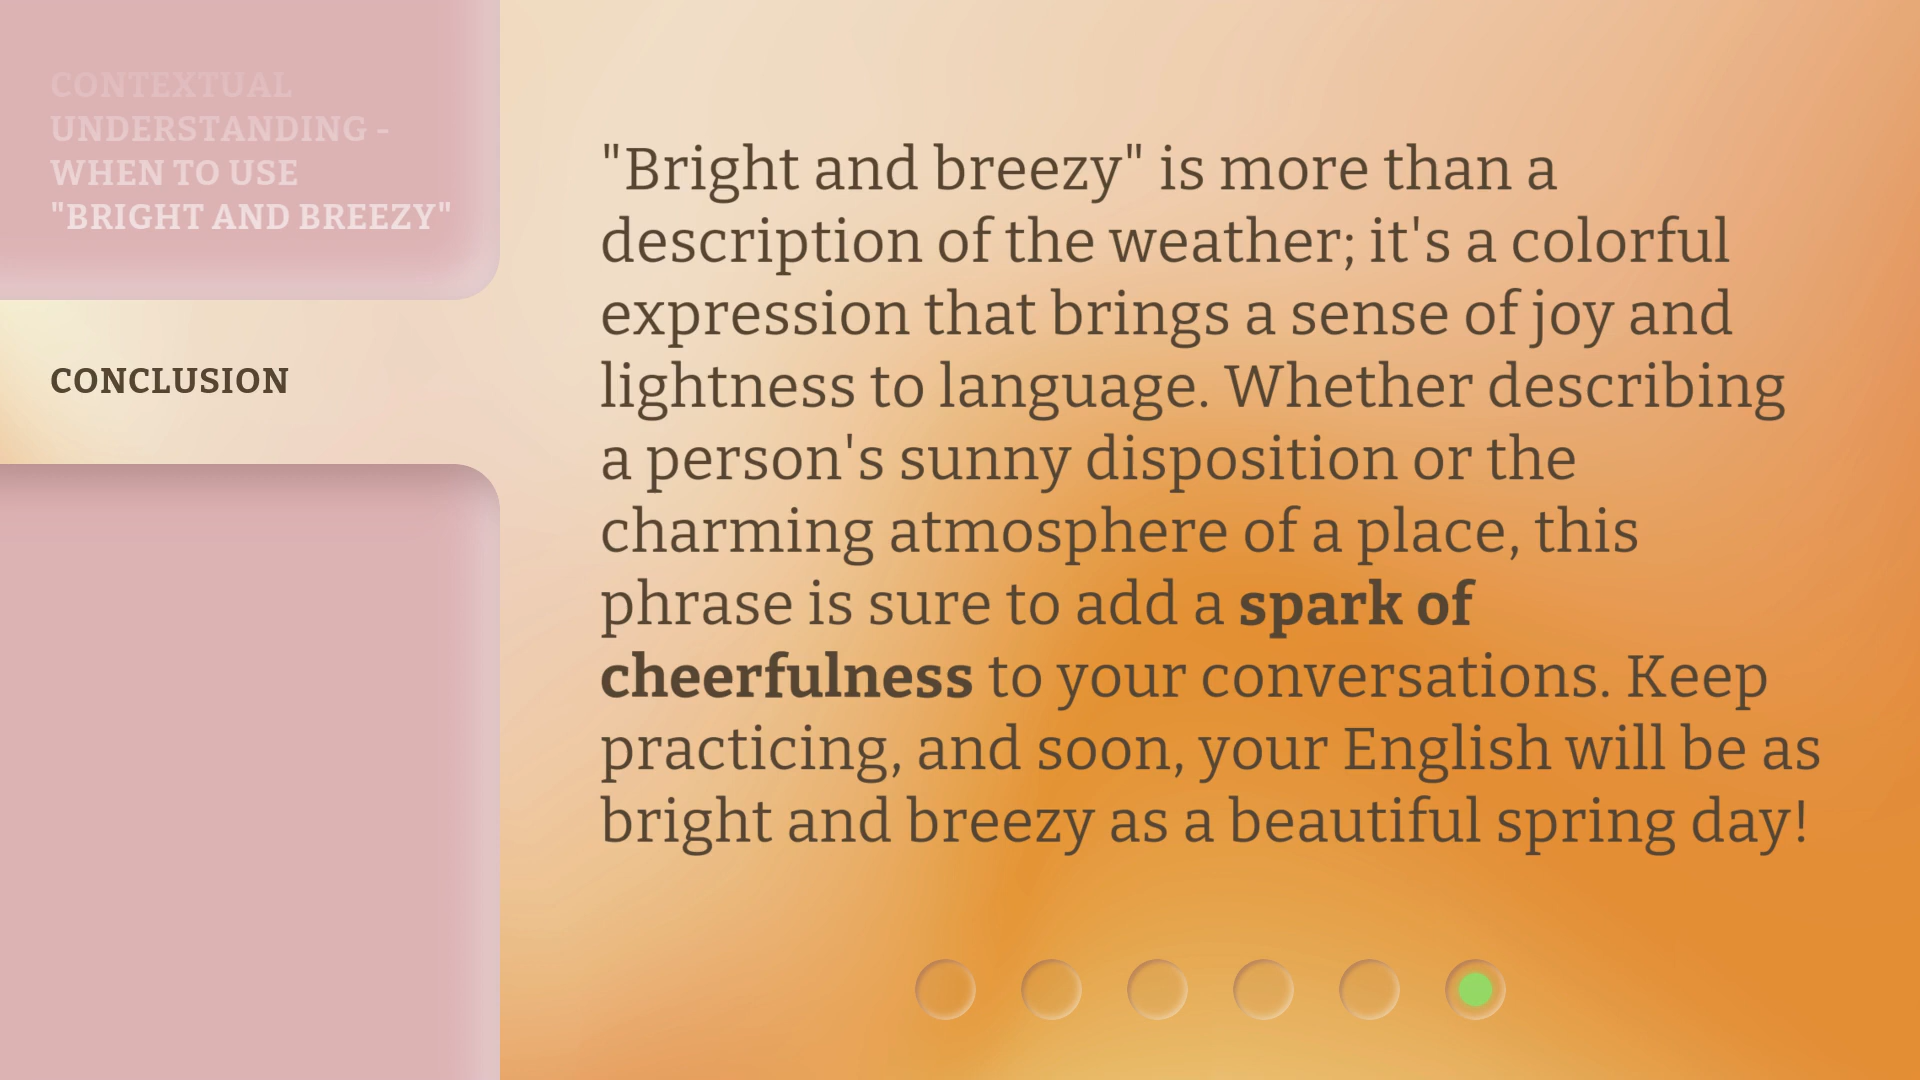 CONTEXTUAL
UNDERSTANDING -
WHEN TO USE
"BRIGHT AND BREEZY"
CONCLUSION
"Bright and breezy" is more than a
description of the weather; it's a colorful
expression that brings a sense of joy and
lightness to language. Whether describing
a person's sunny disposition or the
charming atmosphere of a place, this
phrase is sure to add a spark of
cheerfulness to your conversations. Keep
practicing, and soon, your English will be as
bright and breezy as a beautiful spring day!